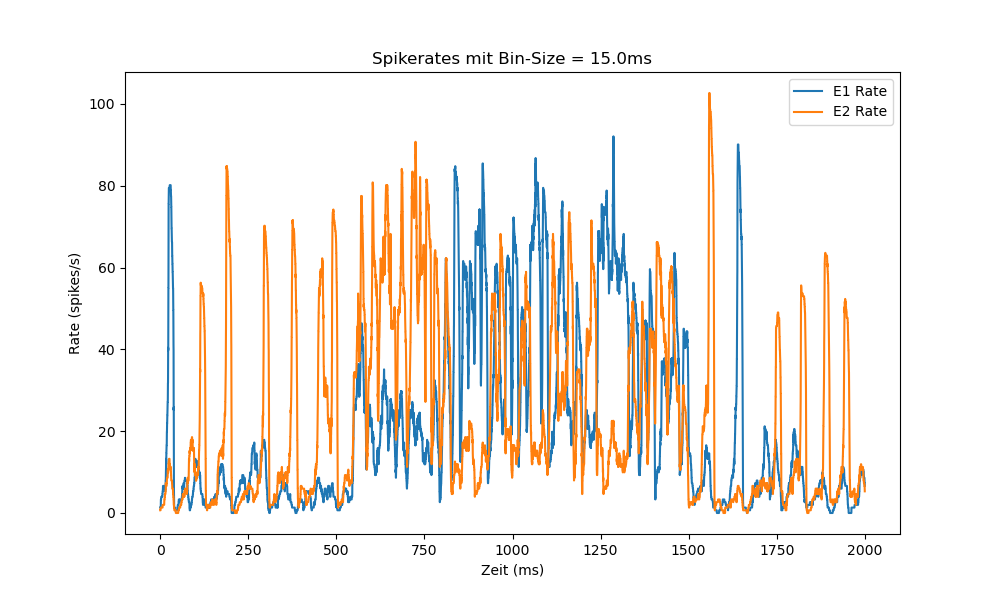 Spikerates mit Bin-Size = 15.0ms
E1 Rate
E2 Rate
Rate (spikes/s)
100
80
60
40
20
0
0 250 500 750 1000 1250 1500 1750 2000
Zeit (ms)